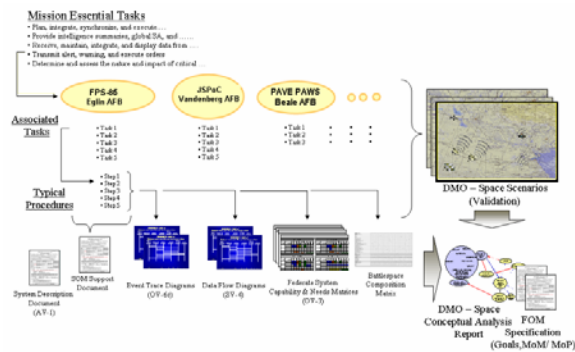 Mission Essential Tasks
• Plan, integrate, synchronize, and execute…
• Provide intelligence summaries, global SA, and……
• Receive, maintain, integrate, and display data from …
• Transmit alert, warning, and execute orders
• Determine and assess the nature and impact of critical …
FPS-85
Eglin AFB
JSPoC
Vandenberg AFB
PAVE PAWS
Beale AFB
Associated
Tasks
• Task 1
• Task 2
• Task 3
• Task 4
• Task 5
• Task 1
• Task 2
• Task 3
• Task 4
• Task 5
• Task 1
• Task 2
• Task 3
Typical
Procedures
• Step 1
• Step 2
• Step 3
• Step 4
• Step 5
DMO – Space Scenarios
(Validation)
System Description
Document
(AV-1)
SOM Support
Document
Event Trace Diagrams
(OV-6c)
Data Flow Diagrams
(SV-4)
Federate System
Capability & Needs Matrices
(OV-3)
Battlespace
Composition
Matrix
DMO – Space
Conceptual Analysis
Report
FOM
Specification
(Goals,MoM/ MoP)